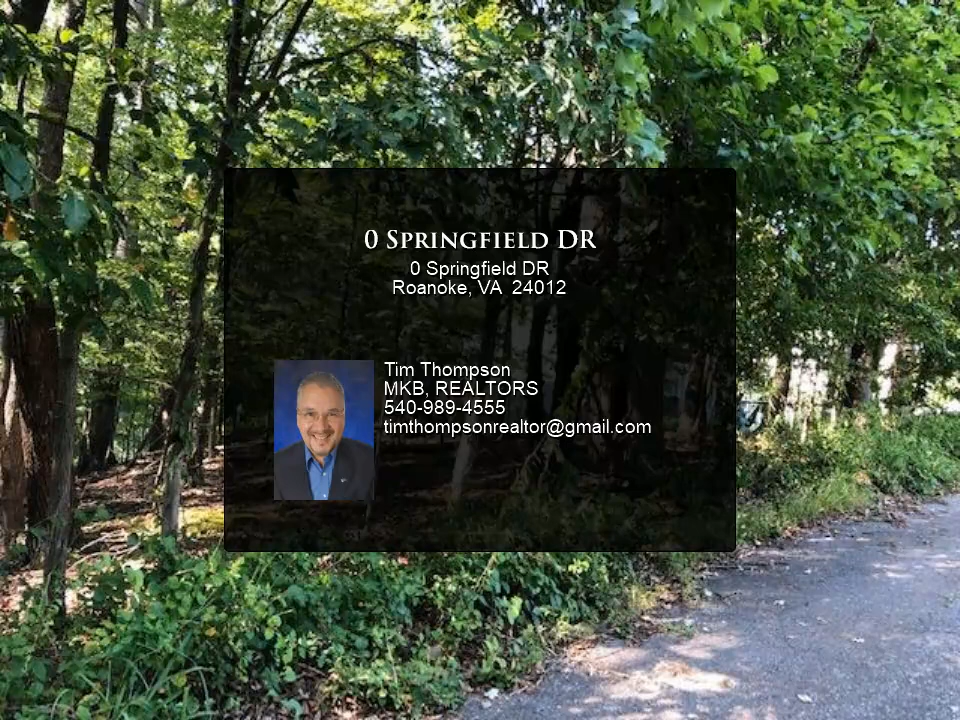 0 Springfield DR
0 Springfield DR
Roanoke, VA 24012
Tim Thompson
MKB, REALTORS
540-989-4555
timthompsonrealtor@gmail.com